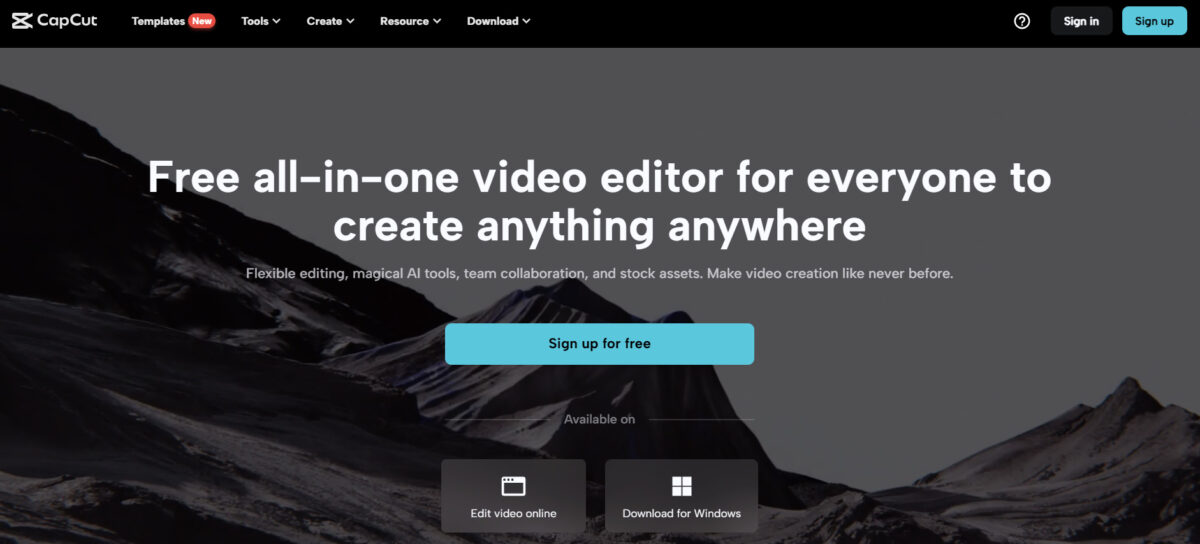 CapCut Templates New Tools Create Resource Download Sign in Sign up
Free all-in-one video editor for everyone to
create anything anywhere
Flexible editing, magical AI tools, team collaboration, and stock assets. Make video creation like never before.
Sign up for free
Available on
Edit video online Download for Windows